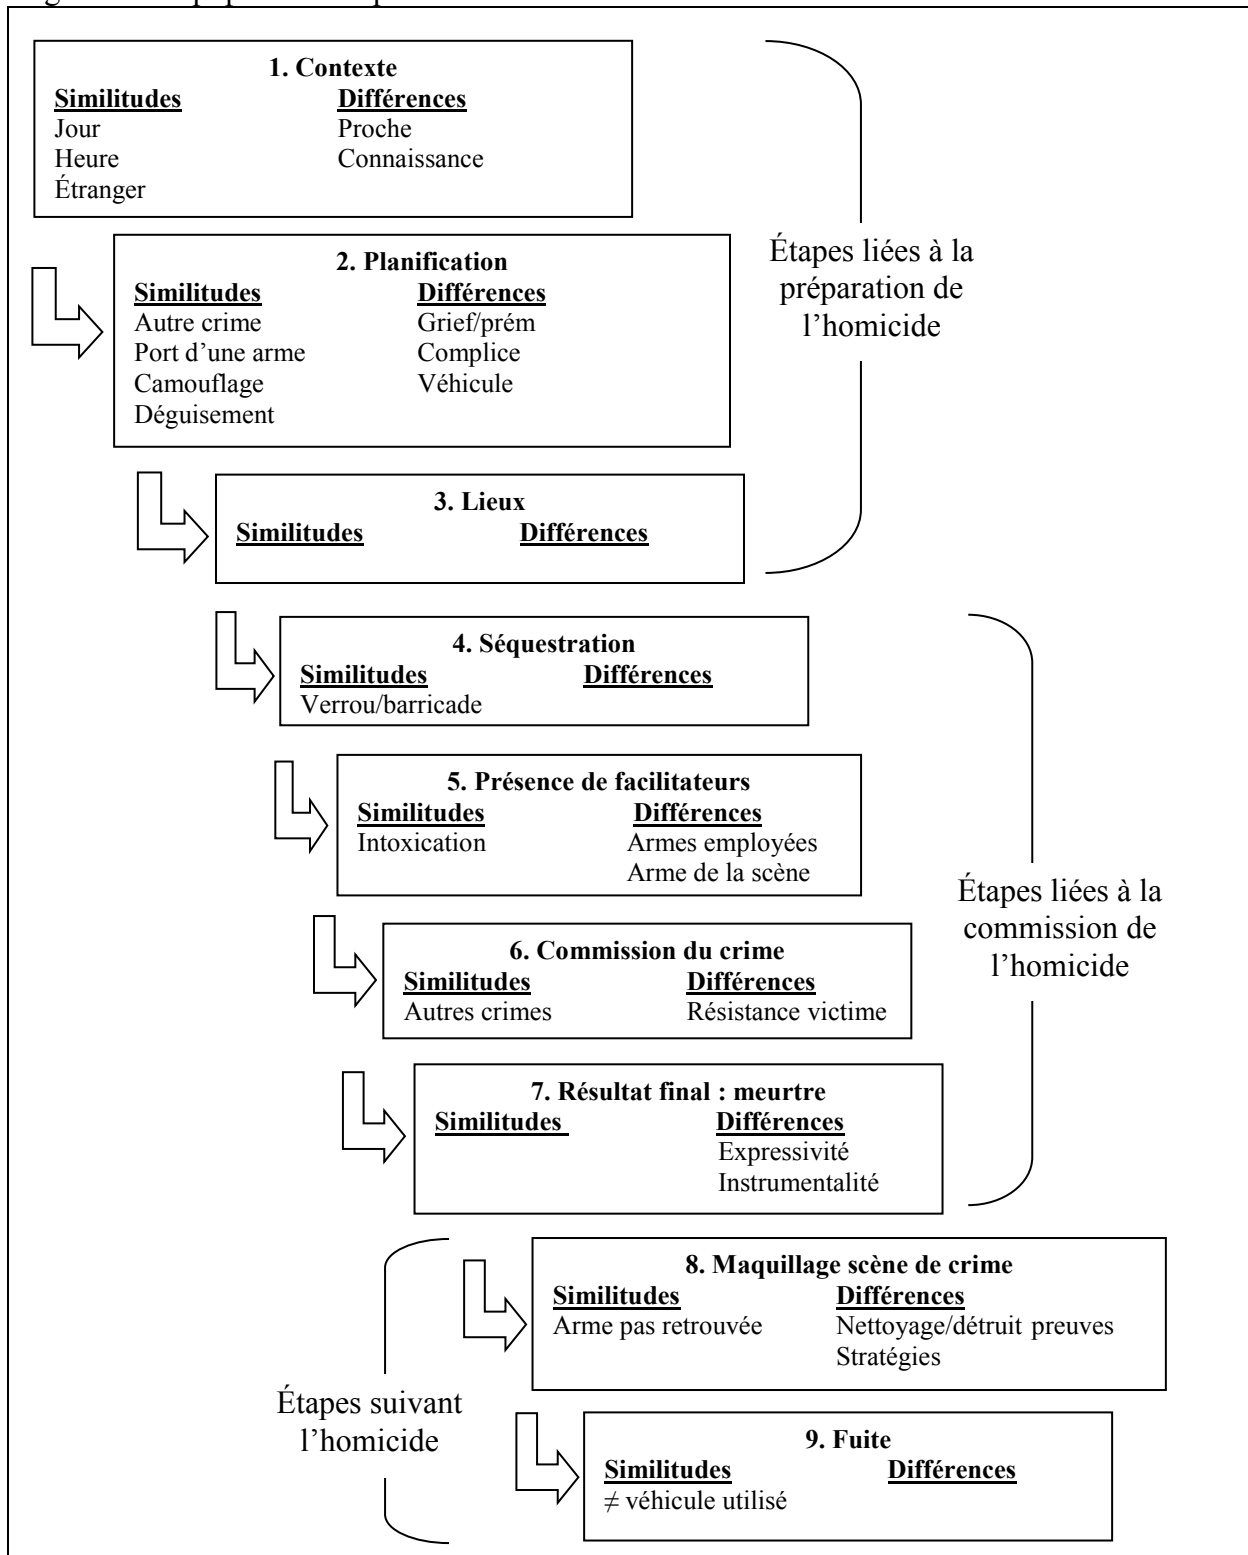 1. Contexte
Similitudes Différences
Jour Proche
Heure Connaissance
Étranger
Étapes liées à la
préparation de
l’homicide
2. Planification
Similitudes Différences
Autre crime Grief/prém
Port d’une arme Complice
Camouflage Véhicule
Déguisement
3. Lieux
Similitudes Différences
4. Séquestration
Similitudes Différences
Verrou/barricade
5. Présence de facilitateurs
Similitudes Différences
Intoxication Armes employées
Arme de la scène
Étapes liées à la
commission de
l’homicide
6. Commission du crime
Similitudes Différences
Autres crimes Résistance victime
7. Résultat final : meurtre
Similitudes Différences
Expressivité
Instrumentalité
8. Maquillage scène de crime
Similitudes Différences
Arme pas retrouvée Nettoyage/détruit preuves
Stratégies
Étapes suivant
l’homicide
9. Fuite
Similitudes Différences
≠ véhicule utilisé